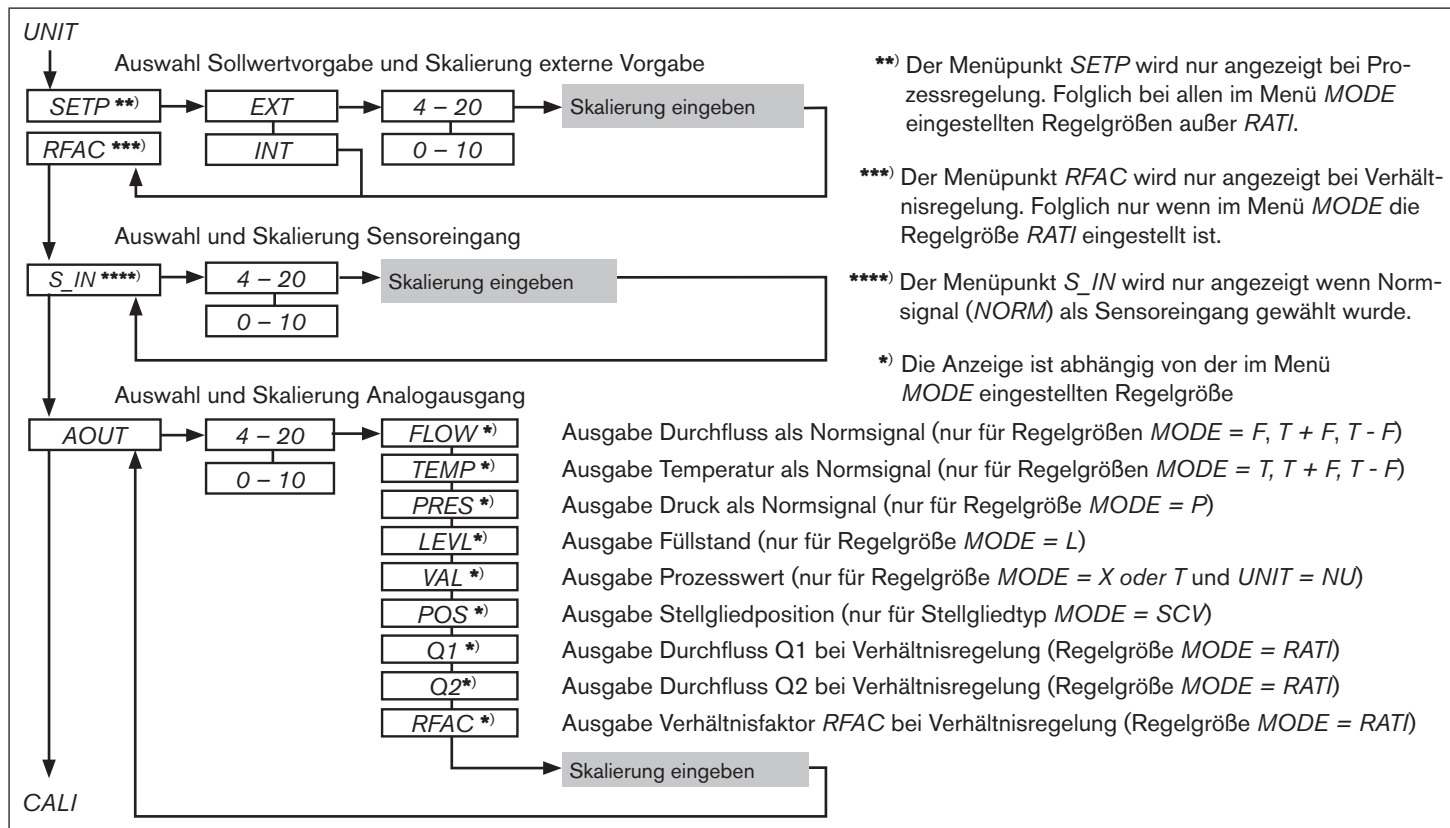 UNIT
Auswahl Sollwertvorgabe und Skalierung externe Vorgabe
SETP **)
EXT
4 – 20
Skalierung eingeben
RFAC ***)
INT
0 – 10
**) Der Menüpunkt SETP wird nur angezeigt bei Pro-
zessregelung. Folglich bei allen im Menü MODE
eingestellten Regelgrößen außer RATI.
***) Der Menüpunkt RFAC wird nur angezeigt bei Verhält-
nisregelung. Folglich nur wenn im Menü MODE die
Regelgröße RATI eingestellt ist.
Auswahl und Skalierung Sensoreingang
S_IN ****)
4 – 20
Skalierung eingeben
0 – 10
****) Der Menüpunkt S_IN wird nur angezeigt wenn Norm-
signal (NORM) als Sensoreingang gewählt wurde.
*) Die Anzeige ist abhängig von der im Menü
MODE eingestellten Regelgröße
Auswahl und Skalierung Analogausgang
AOUT
4 – 20
0 – 10
FLOW *)
Ausgabe Durchfluss als Normsignal (nur für Regelgrößen MODE = F, T + F, T - F)
TEMP *)
Ausgabe Temperatur als Normsignal (nur für Regelgrößen MODE = T, T + F, T - F)
PRES *)
Ausgabe Druck als Normsignal (nur für Regelgröße MODE = P)
LEVL*)
Ausgabe Füllstand (nur für Regelgröße MODE = L)
VAL *)
Ausgabe Prozesswert (nur für Regelgröße MODE = X oder T und UNIT = NU)
POS *)
Ausgabe Stellgliedposition (nur für Stellgliedtyp MODE = SCV)
Q1 *)
Ausgabe Durchfluss Q1 bei Verhältnisregelung (Regelgröße MODE = RATI)
Q2*)
Ausgabe Durchfluss Q2 bei Verhältnisregelung (Regelgröße MODE = RATI)
RFAC *)
Ausgabe Verhältnisfaktor RFAC bei Verhältnisregelung (Regelgröße MODE = RATI)
Skalierung eingeben
CALI